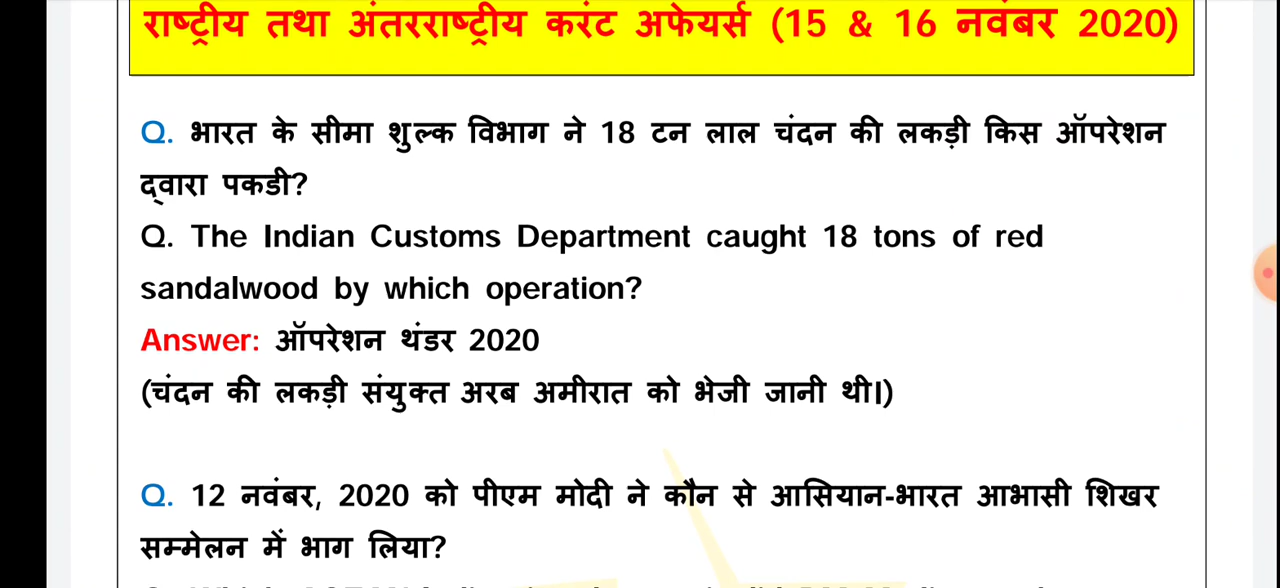 राष्ट्रीय तथा अंतरराष्ट्रीय करंट अफेयर्स (15 & 16 नवंबर 2020)
Q. भारत के सीमा शुल्क विभाग ने 18 टन लाल चंदन की लकड़ी किस ऑपरेशन
द्वारा पकडी?
Q. The Indian Customs Department caught 18 tons of red
sandalwood by which operation?
Answer: ऑपरेशन थंडर 2020
(चंदन की लकड़ी संयुक्त अरब अमीरात को भेजी जानी थी।)
Q. 12 नवंबर, 2020 को पीएम मोदी ने कौन से आसियान-भारत आभासी शिखर
सम्मेलन में भाग लिया?